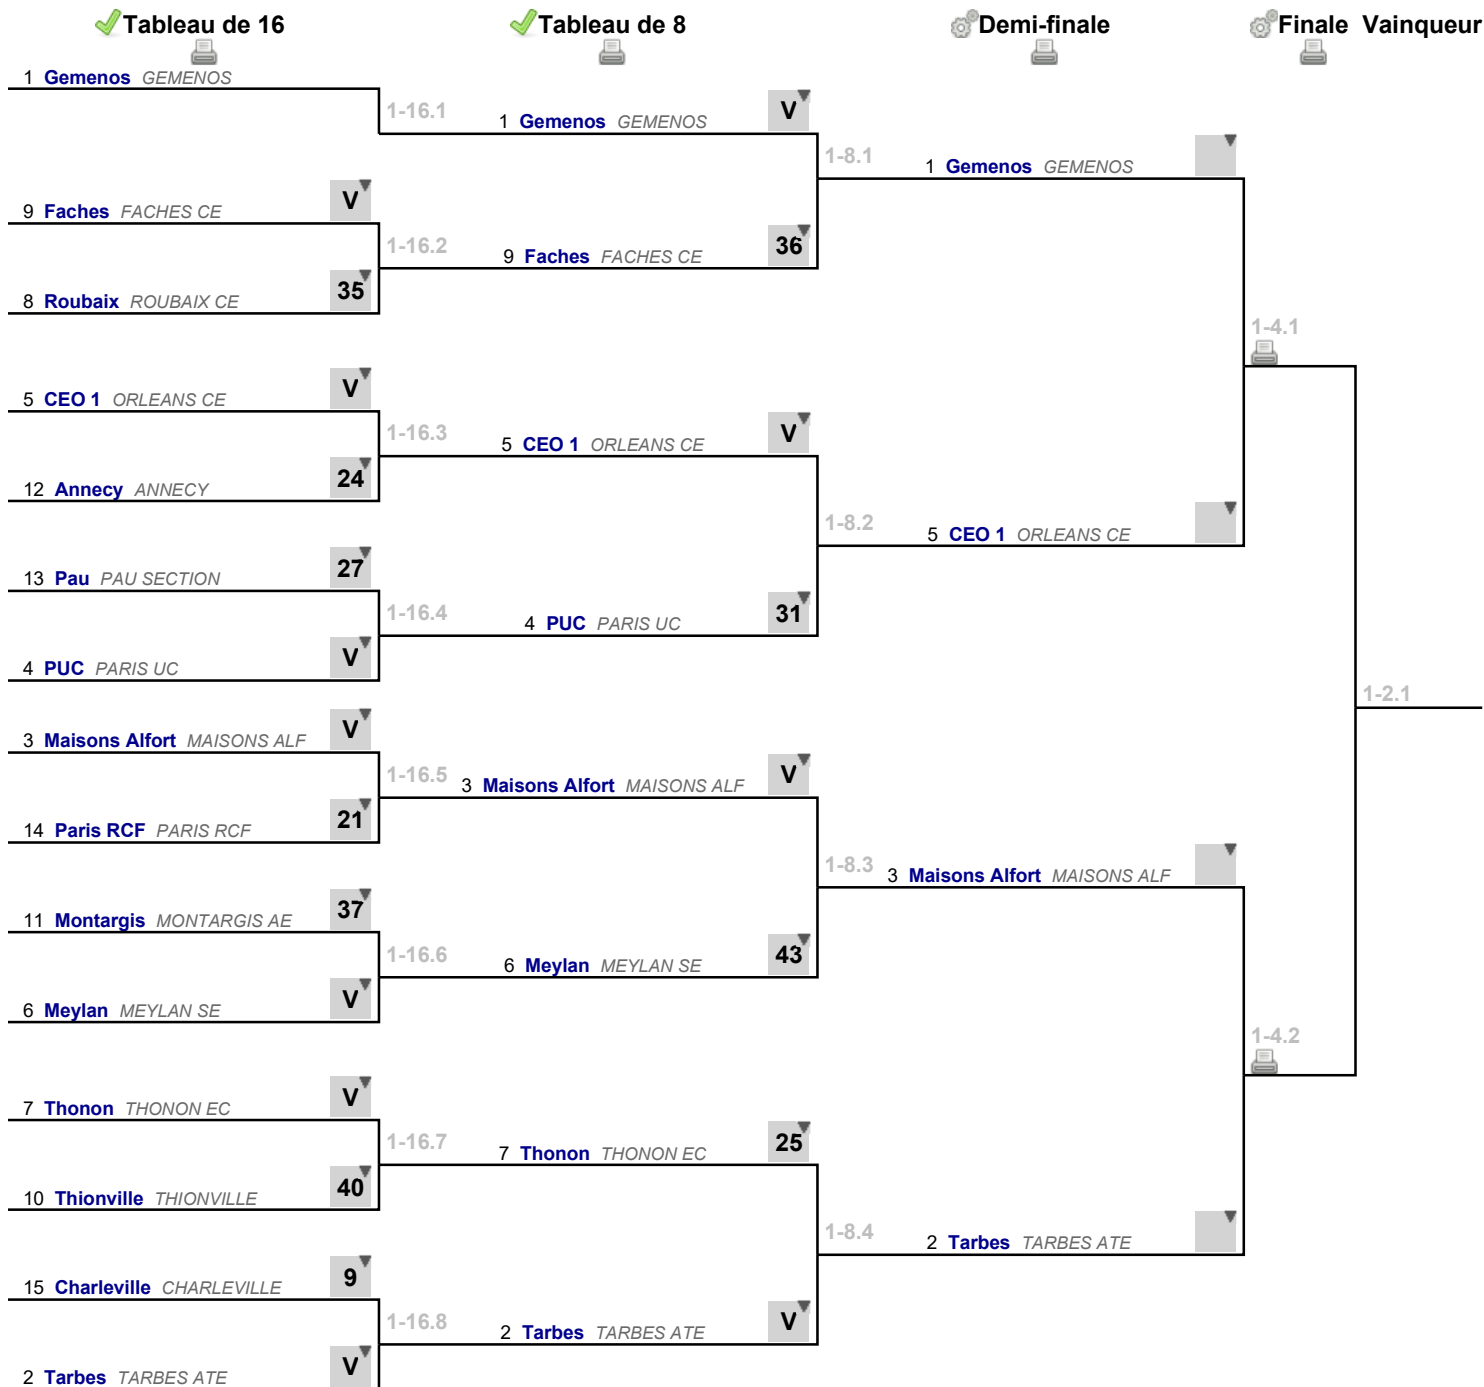 Tableau de 16
Tableau de 8
Demi-finale
Finale Vainqueur
1 Gemenos GEMENOS
1-16.1
1 Gemenos GEMENOS V
1-8.1
1 Gemenos GEMENOS
9 Faches FACHES CE V
1-16.2
9 Faches FACHES CE 36
8 Roubaix ROUBAIX CE 35
1-4.1
5 CEO 1 ORLEANS CE V
1-16.3
5 CEO 1 ORLEANS CE V
12 Annecy ANNECY 24
1-8.2
5 CEO 1 ORLEANS CE
13 Pau PAU SECTION 27
1-16.4
4 PUC PARIS UC 31
4 PUC PARIS UC V
1-2.1
3 Maisons Alfort MAISONS ALF V
1-16.5
3 Maisons Alfort MAISONS ALF V
14 Paris RCF PARIS RCF 21
1-8.3
3 Maisons Alfort MAISONS ALF
11 Montargis MONTARGIS AE 37
1-16.6
6 Meylan MEYLAN SE 43
6 Meylan MEYLAN SE V
1-4.2
7 Thonon THONON EC V
1-16.7
7 Thonon THONON EC 25
10 Thionville THIONVILLE 40
1-8.4
2 Tarbes TARBES ATE
15 Charleville CHARLEVILLE 9
1-16.8
2 Tarbes TARBES ATE V
2 Tarbes TARBES ATE V